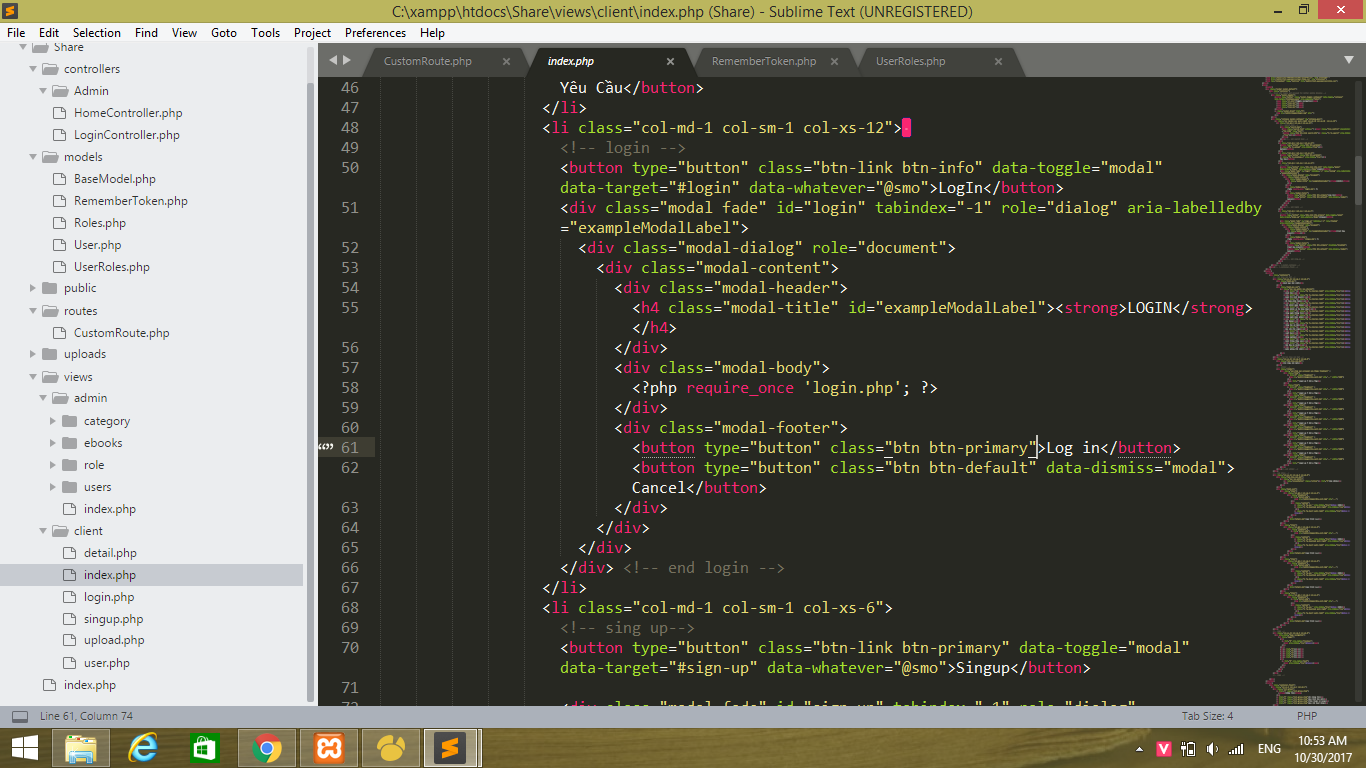 C:\xampp\htdocs\Share\views\client\index.php (Share) - Sublime Text (UNREGISTERED)
File Edit Selection Find View Goto Tools Project Preferences Help
Share
controllers
Admin
HomeController.php
LoginController.php
models
BaseModel.php
RememberToken.php
Roles.php
User.php
UserRoles.php
public
routes
CustomRoute.php
uploads
views
admin
category
ebooks
role
users
index.php
client
detail.php
index.php
login.php
singup.php
upload.php
user.php
index.php
CustomRoute.php index.php RememberToken.php UserRoles.php
46 Yêu Cầu</button>
47 </li>
48 <li class="col-md-1 col-sm-1 col-xs-12">
49 <!-- login -->
50 <button type="button" class="btn-link btn-info" data-toggle="modal"
data-target="#login" data-whatever="@smo">LogIn</button>
51 <div class="modal fade" id="login" tabindex="-1" role="dialog" aria-labelledby
="exampleModalLabel">
52 <div class="modal-dialog" role="document">
53 <div class="modal-content">
54 <div class="modal-header">
55 <h4 class="modal-title" id="exampleModalLabel"><strong>LOGIN</strong>
</h4>
56 </div>
57 <div class="modal-body">
58 <?php require_once 'login.php'; ?>
59 </div>
60 <div class="modal-footer">
61 <button type="button" class="btn btn-primary">Log in</button>
62 <button type="button" class="btn btn-default" data-dismiss="modal">
Cancel</button>
63 </div>
64 </div>
65 </div>
66 </div> <!-- end login -->
67 </li>
68 <li class="col-md-1 col-sm-1 col-xs-6">
69 <!-- sing up-->
70 <button type="button" class="btn-link btn-primary" data-toggle="modal"
data-target="#sign-up" data-whatever="@smo">Singup</button>
71
72 <div class="modal fade" id="sign-up" tabindex="-1" role="dialog"
Line 61, Column 74 Tab Size: 4 PHP
ENG
10:53 AM
10/30/2017